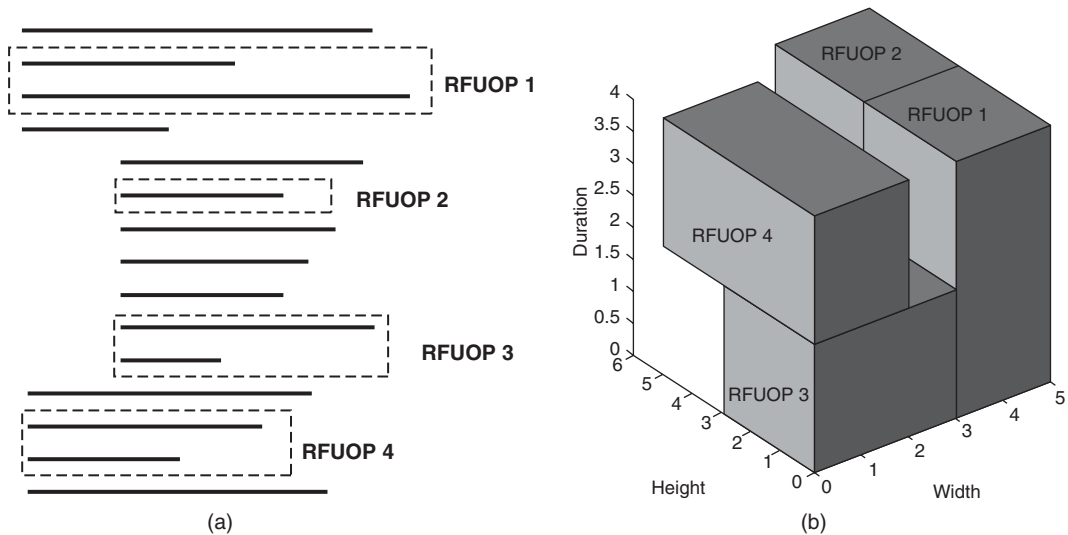 RFUOP 1
RFUOP 2
RFUOP 3
RFUOP 4
(a)
RFUOP 2
RFUOP 1
RFUOP 4
RFUOP 3
Duration
4
3.5
3
2.5
2
1.5
1
0.5
0
6
5
4
3
2
1
0
Height
0
1
2
3
4
5
Width
(b)